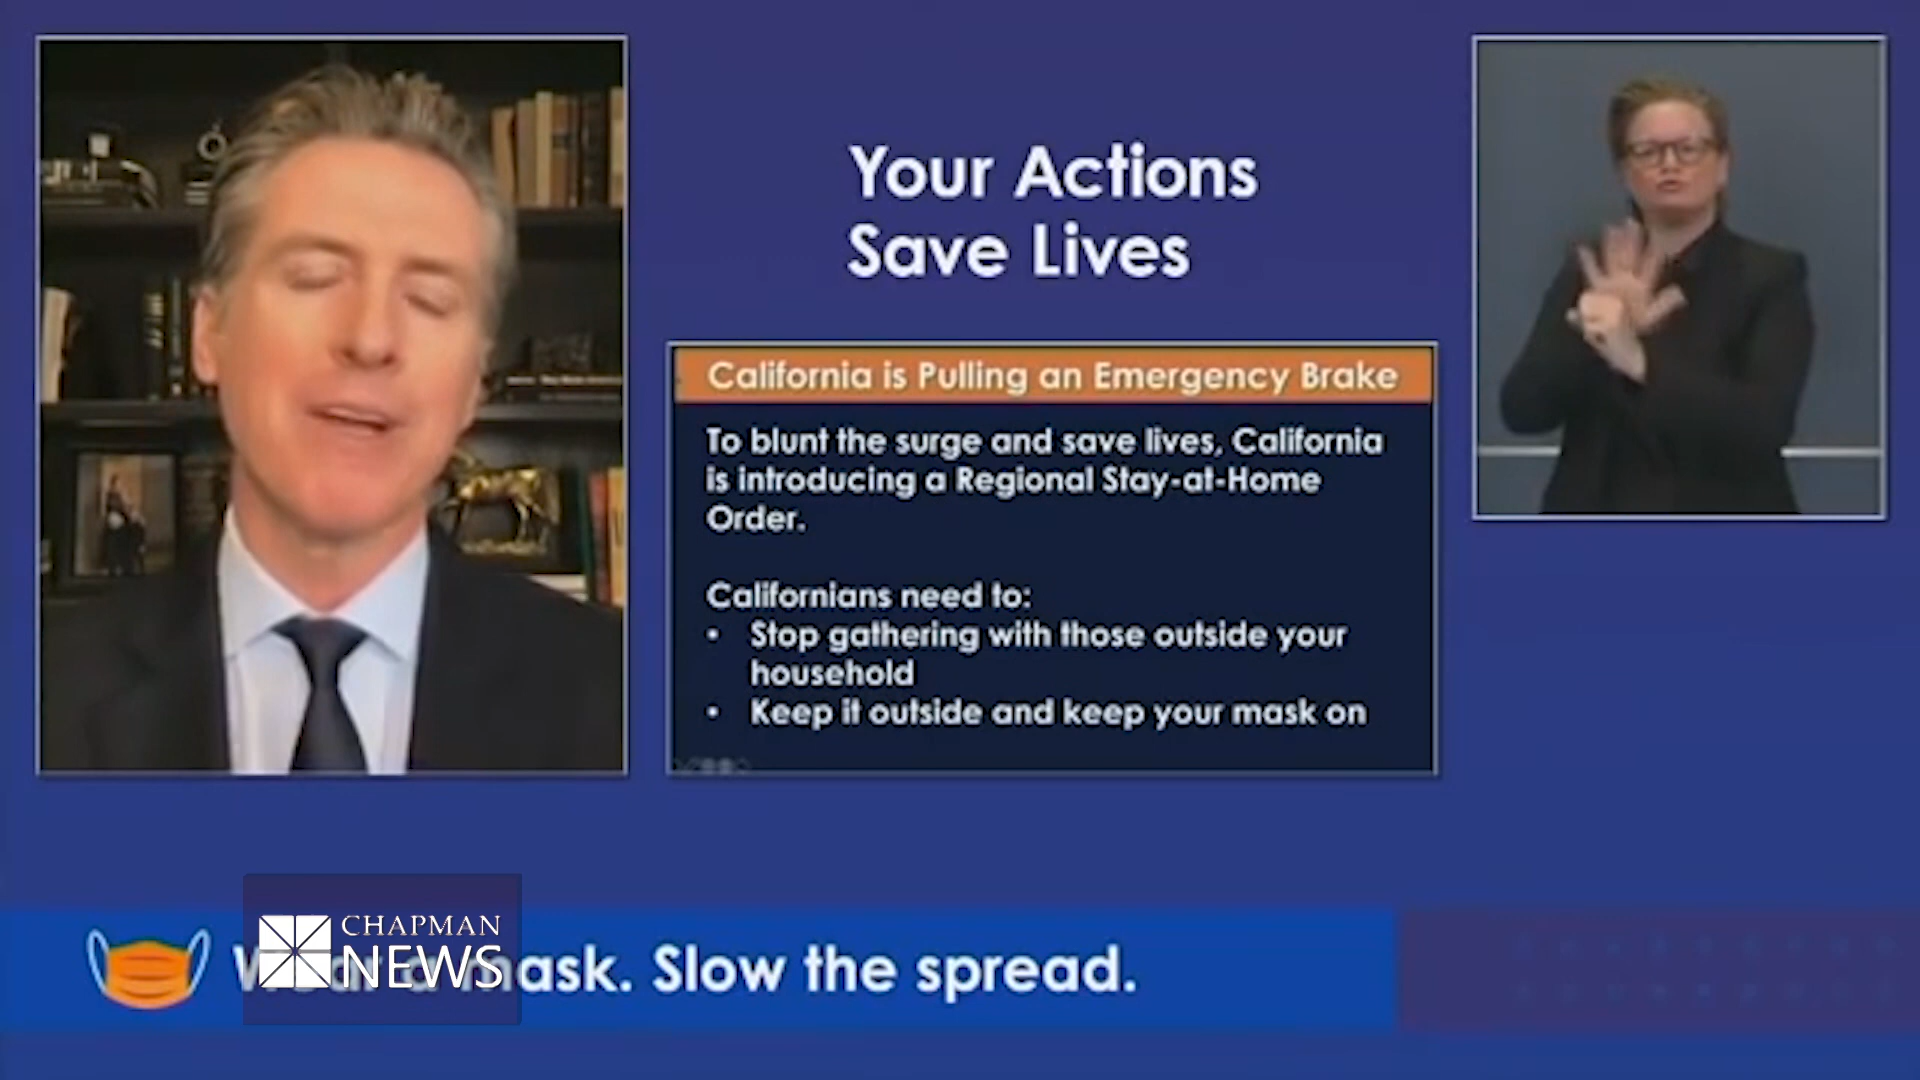 Your Actions
Save Lives
California is Pulling an Emergency Brake
To blunt the surge and save lives, California
is introducing a Regional Stay-at-Home
Order.
Californians need to:
• Stop gathering with those outside your
household
• Keep it outside and keep your mask on
CHAPMAN
NEWS
Wear a mask. Slow the spread.